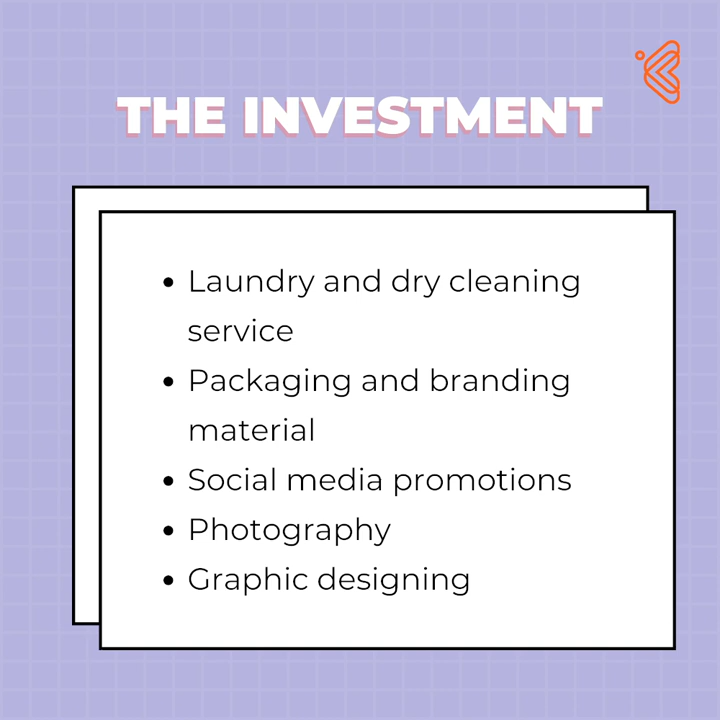 THE INVESTMENT
• Laundry and dry cleaning
service
• Packaging and branding
material
• Social media promotions
• Photography
• Graphic designing